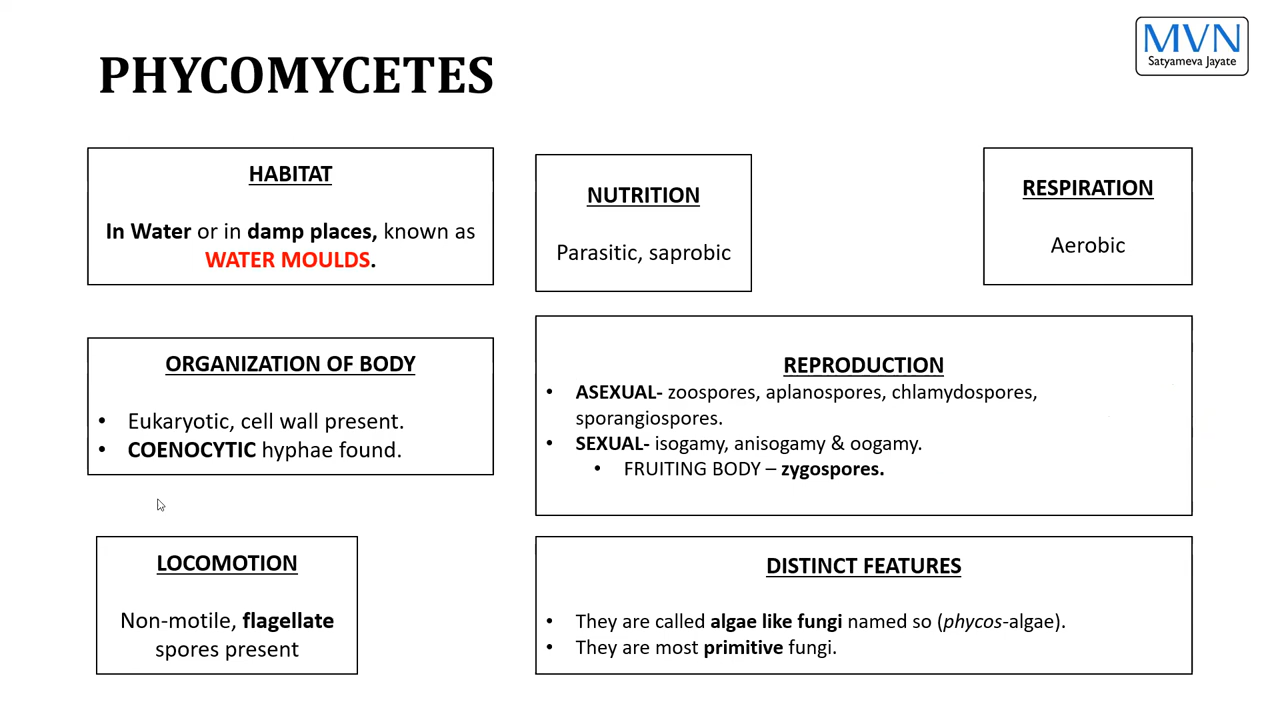 MVN
Satyameva Jayate
PHYCOMYCETES
HABITAT
In Water or in damp places, known as
WATER MOULDS.
NUTRITION
Parasitic, saprobic
RESPIRATION
Aerobic
ORGANIZATION OF BODY
• Eukaryotic, cell wall present.
• COENOCYTIC hyphae found.
REPRODUCTION
• ASEXUAL- zoospores, aplanospores, chlamydospores,
sporangiospores.
• SEXUAL- isogamy, anisogamy & oogamy.
• FRUITING BODY – zygospores.
LOCOMOTION
Non-motile, flagellate
spores present
DISTINCT FEATURES
• They are called algae like fungi named so (phycos-algae).
• They are most primitive fungi.